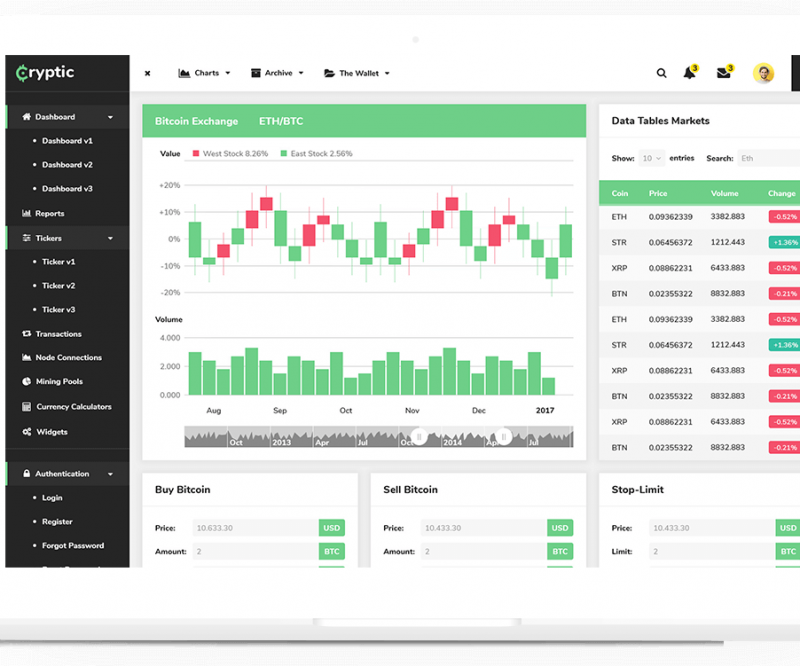 Cryptic
Dashboard
Dashboard v1
Dashboard v2
Dashboard v3
Reports
Tickers
Ticker v1
Ticker v2
Ticker v3
Transactions
Node Connections
Mining Pools
Currency Calculators
Widgets
Authentication
Login
Register
Forgot Password
Charts Archive The Wallet 3 3
Bitcoin Exchange ETH/BTC
Value West Stock 8.26% East Stock 2.56%
+20%
+10%
0%
-10%
-20%
Volume
4.000
2.000
0.000
Aug Sep Oct Nov Dec 2017
Oct 2013 Apr Jul Oct 2014 Apr Jul
Data Tables Markets
Show: 10 entries Search: Eth
Coin Price Volume Change
ETH 0.09362339 3382.883 -0.52%
STR 0.06456372 1212.443 +1.36%
XRP 0.08862231 6433.883 -0.52%
BTN 0.02355322 8832.883 -0.21%
ETH 0.09362339 3382.883 -0.52%
STR 0.06456372 1212.443 +1.36%
XRP 0.08862231 6433.883 -0.52%
BTN 0.02355322 8832.883 -0.21%
XRP 0.08862231 6433.883 -0.52%
BTN 0.02355322 8832.883 -0.21%
Buy Bitcoin
Price: 10.633.30 USD
Amount: 2 BTC
Sell Bitcoin
Price: 10.433.30 USD
Amount: 2 BTC
Stop-Limit
Price: 10.433.30 USD
Limit: 2 BTC